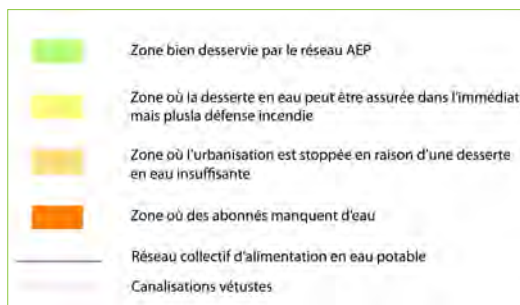 Zone bien desservie par le réseau AEP
Zone où la desserte en eau peut être assurée dans l'immédiat
mais plusla défense incendie
Zone où l'urbanisation est stoppée en raison d'une desserte
en eau insuffisante
Zone où des abonnés manquent d'eau
Réseau collectif d'alimentation en eau potable
Canalisations vétustes